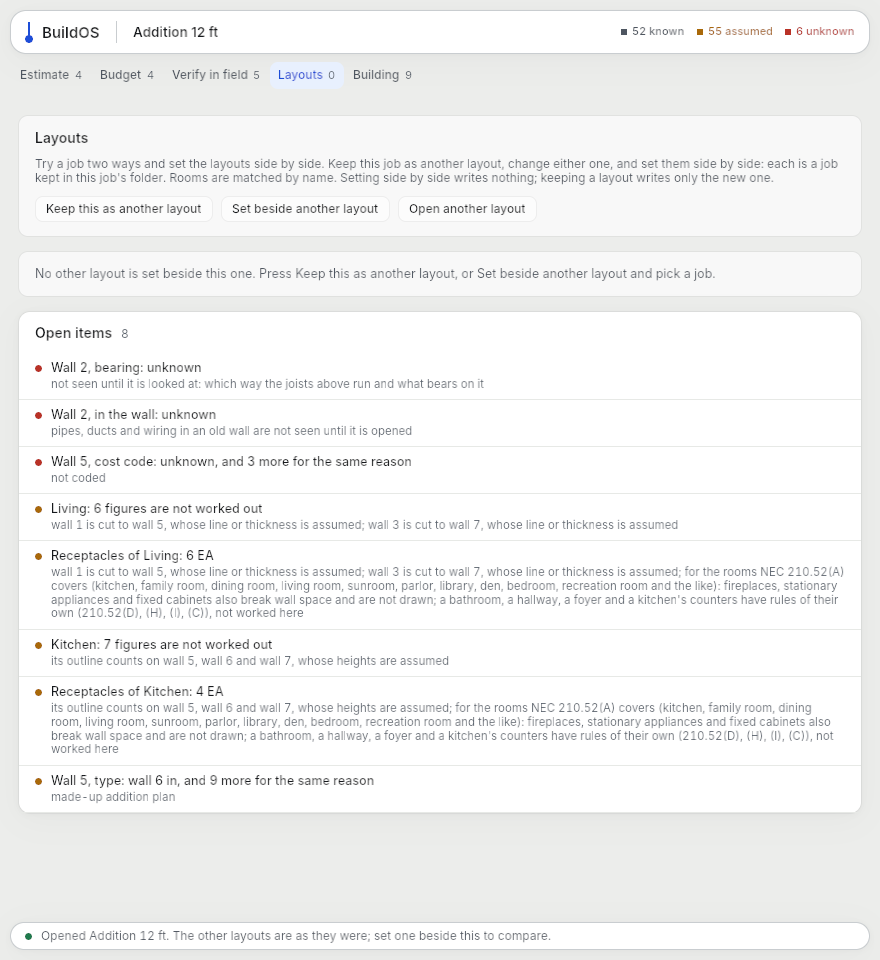 BuildOS
Addition 12 ft
52 known
55 assumed
6 unknown
Estimate 4
Budget 4
Verify in field 5
Layouts 0
Building 9
Layouts
Try a job two ways and set the layouts side by side. Keep this job as another layout, change either one, and set them side by side: each is a job
kept in this job's folder. Rooms are matched by name. Setting side by side writes nothing; keeping a layout writes only the new one.
Keep this as another layout
Set beside another layout
Open another layout
No other layout is set beside this one. Press Keep this as another layout, or Set beside another layout and pick a job.
Open items 8
Wall 2, bearing: unknown
not seen until it is looked at: which way the joists above run and what bears on it
Wall 2, in the wall: unknown
pipes, ducts and wiring in an old wall are not seen until it is opened
Wall 5, cost code: unknown, and 3 more for the same reason
not coded
Living: 6 figures are not worked out
wall 1 is cut to wall 5, whose line or thickness is assumed; wall 3 is cut to wall 7, whose line or thickness is assumed
Receptacles of Living: 6 EA
wall 1 is cut to wall 5, whose line or thickness is assumed; wall 3 is cut to wall 7, whose line or thickness is assumed; for the rooms NEC 210.52(A)
covers (kitchen, family room, dining room, living room, sunroom, parlor, library, den, bedroom, recreation room and the like): fireplaces, stationary
appliances and fixed cabinets also break wall space and are not drawn; a bathroom, a hallway, a foyer and a kitchen's counters have rules of their
own (210.52(D), (H), (I), (C)), not worked here
Kitchen: 7 figures are not worked out
its outline counts on wall 5, wall 6 and wall 7, whose heights are assumed
Receptacles of Kitchen: 4 EA
its outline counts on wall 5, wall 6 and wall 7, whose heights are assumed; for the rooms NEC 210.52(A) covers (kitchen, family room, dining
room, living room, sunroom, parlor, library, den, bedroom, recreation room and the like): fireplaces, stationary appliances and fixed cabinets also
break wall space and are not drawn; a bathroom, a hallway, a foyer and a kitchen's counters have rules of their own (210.52(D), (H), (I), (C)), not
worked here
Wall 5, type: wall 6 in, and 9 more for the same reason
made-up addition plan
Opened Addition 12 ft. The other layouts are as they were; set one beside this to compare.